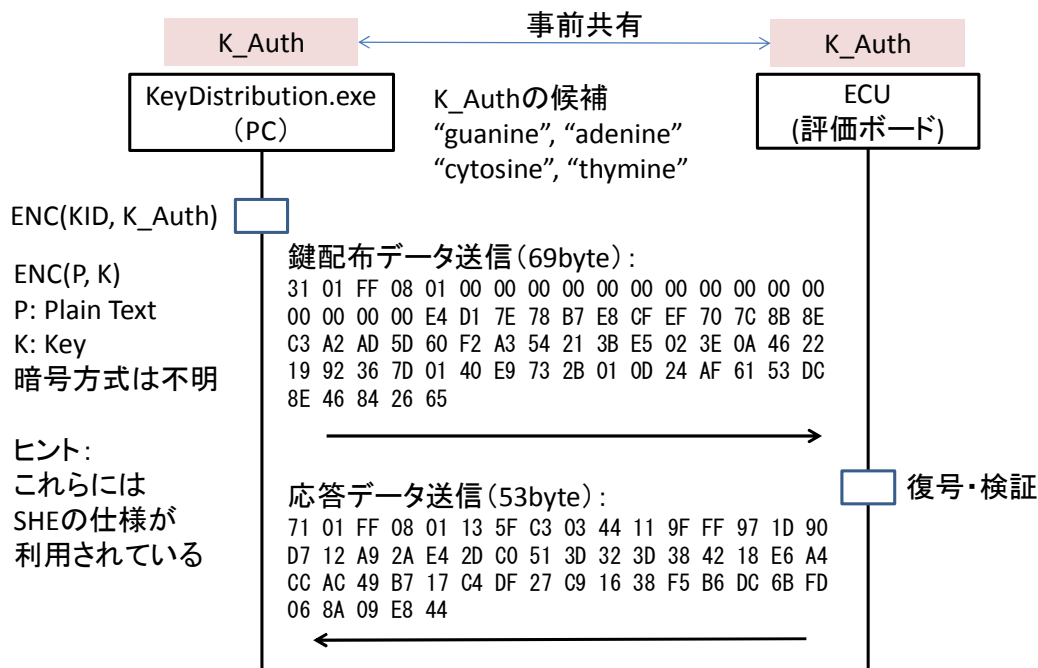 事前共有
K_Auth
K_Auth
KeyDistribution.exe
（PC）
K_Authの候補
“guanine”, “adenine”
“cytosine”, “thymine”
ECU
(評価ボード)
ENC(KID, K_Auth)
ENC(P, K)
P: Plain Text
K: Key
暗号方式は不明
鍵配布データ送信（69byte）：
31 01 FF 08 01 00 00 00 00 00 00 00 00 00 00 00
00 00 00 00 E4 D1 7E 78 B7 E8 CF EF 70 7C 8B 8E
C3 A2 AD 5D 60 F2 A3 54 21 3B E5 02 3E 0A 46 22
19 92 36 7D 01 40 E9 73 2B 01 0D 24 AF 61 53 DC
8E 46 84 26 65
ヒント：
これらには
SHEの仕様が
利用されている
復号・検証
応答データ送信（53byte）：
71 01 FF 08 01 13 5F C3 03 44 11 9F FF 97 1D 90
D7 12 A9 2A E4 2D C0 51 3D 32 3D 38 42 18 E6 A4
CC AC 49 B7 17 C4 DF 27 C9 16 38 F5 B6 DC 6B FD
06 8A 09 E8 44